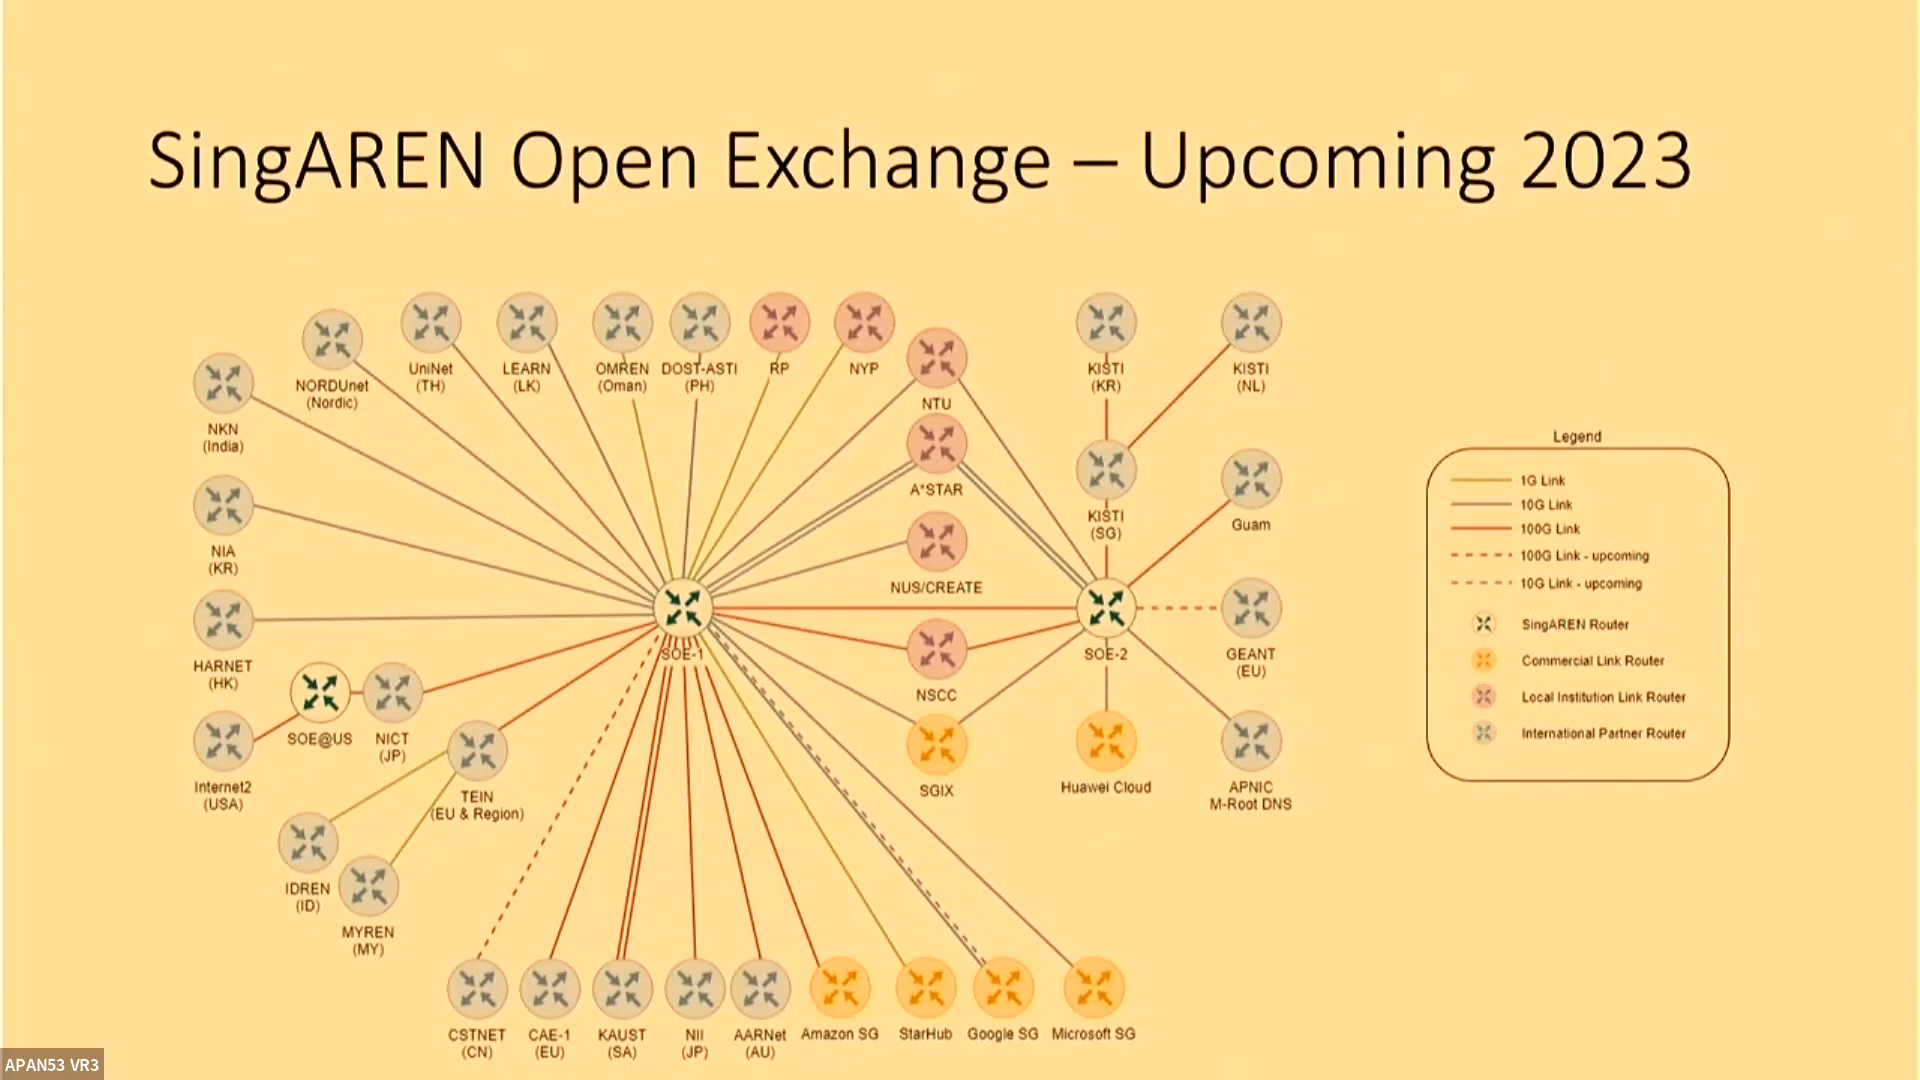 SingAREN Open Exchange – Upcoming 2023
NKN
(India)
NORDUnet
(Nordic)
UniNet
(TH)
LEARN
(LK)
OMREN
(Oman)
DOST-ASTI
(PH)
RP
NYP
NTU
A*STAR
NUS/CREATE
NSCC
SGIX
KISTI
(KR)
KISTI
(NL)
KISTI
(SG)
Guam
GEANT
(EU)
APNIC
M-Root DNS
Huawei Cloud
SOE-1
SOE-2
NIA
(KR)
HARNET
(HK)
SOE@US
NICT
(JP)
Internet2
(USA)
TEIN
(EU & Region)
IDREN
(ID)
MYREN
(MY)
CSTNET
(CN)
CAE-1
(EU)
KAUST
(SA)
NII
(JP)
AARNet
(AU)
Amazon SG
StarHub
Google SG
Microsoft SG
Legend
1G Link
10G Link
100G Link
100G Link - upcoming
10G Link - upcoming
SingAREN Router
Commercial Link Router
Local Institution Link Router
International Partner Router
APAN53 VR3